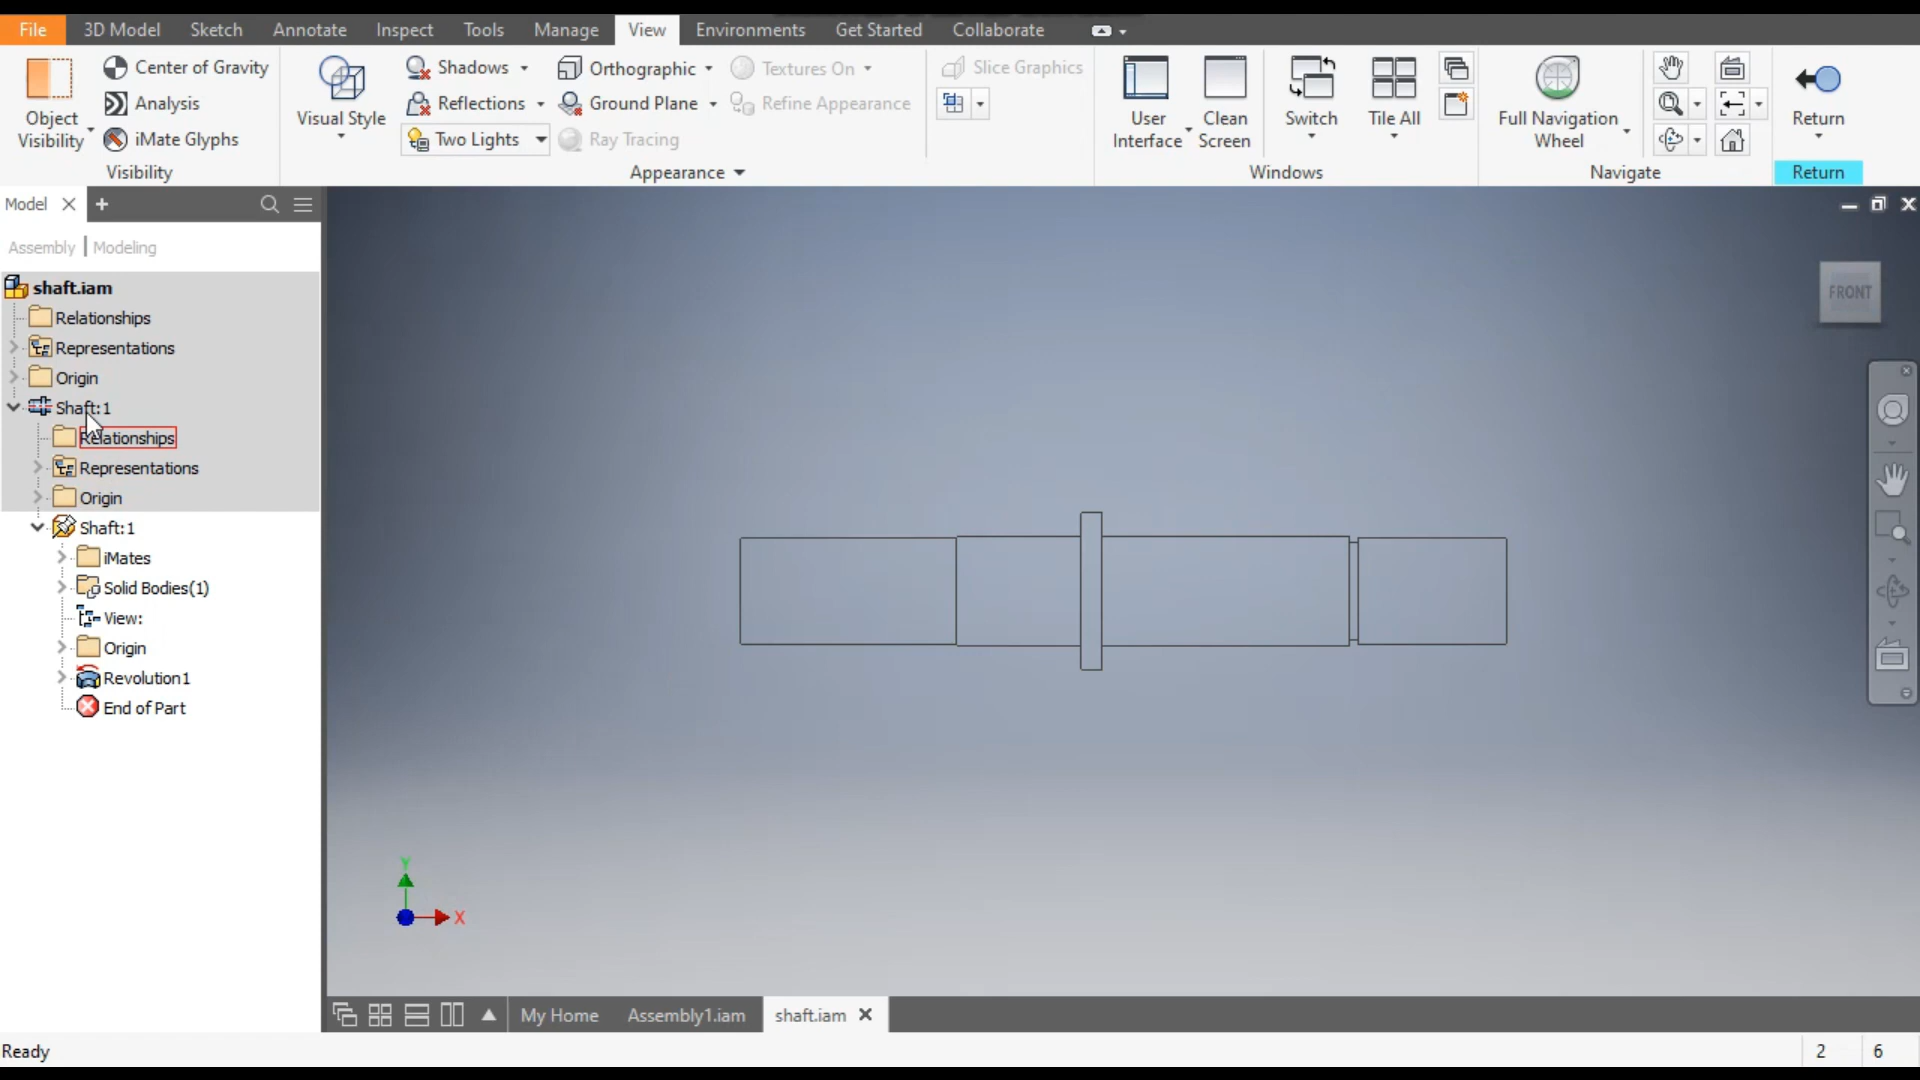 File 3D Model Sketch Annotate Inspect Tools Manage View Environments Get Started Collaborate
Object Visibility
Center of Gravity
Analysis
iMate Glyphs
Visibility
Visual Style
Shadows
Reflections
Two Lights
Orthographic
Ground Plane
Ray Tracing
Textures On
Refine Appearance
Appearance
Slice Graphics
User Interface
Clean Screen
Switch
Tile All
Windows
Full Navigation Wheel
Navigate
Return
Return
Model
Assembly | Modeling
shaft.iam
Relationships
Representations
Origin
Shaft:1
Relationships
Representations
Origin
Shaft:1
iMates
Solid Bodies(1)
View:
Origin
Revolution1
End of Part
FRONT
Y
X
My Home Assembly1.iam shaft.iam
Ready
2 6